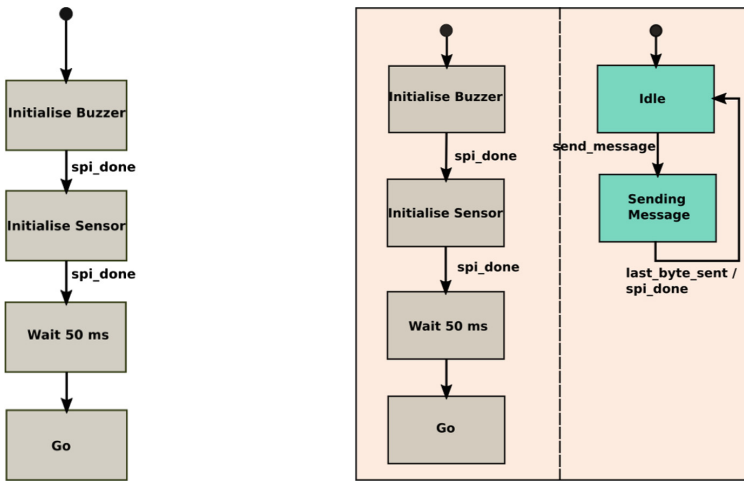 Initialise Buzzer
spi_done
Initialise Sensor
spi_done
Wait 50 ms
Go
Initialise Buzzer
spi_done
Initialise Sensor
spi_done
Wait 50 ms
Go
Idle
send_message
Sending
Message
last_byte_sent /
spi_done